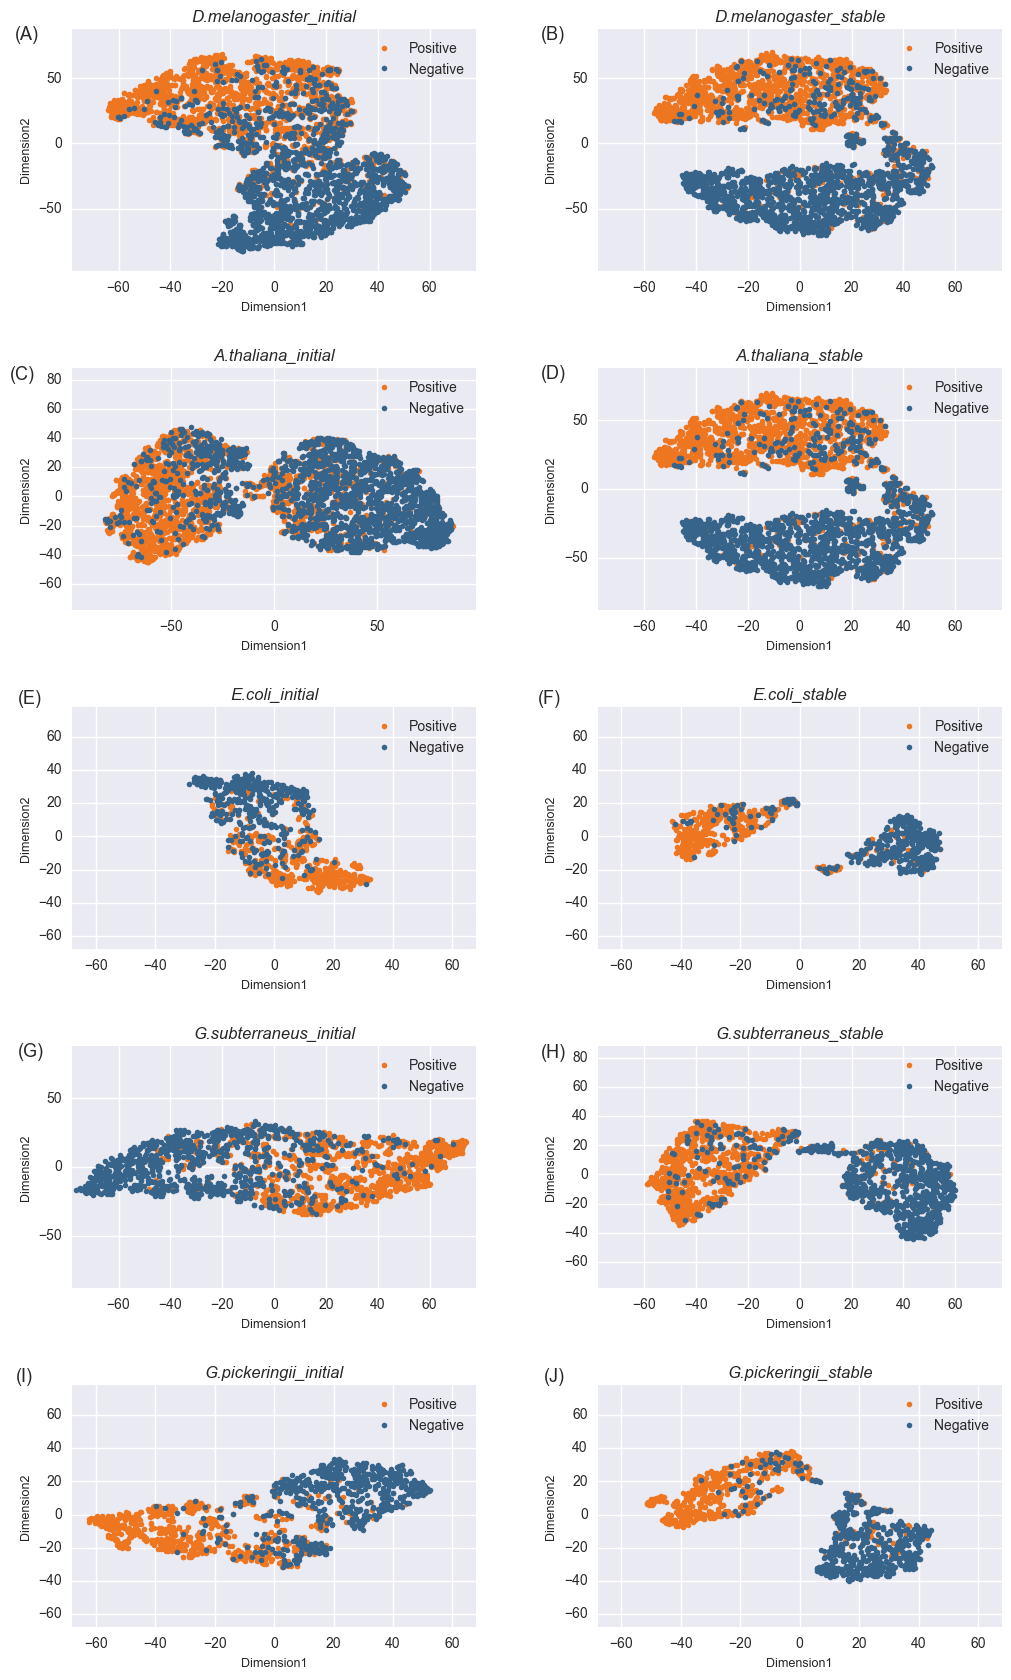 (A)
D.melanogaster_initial
Positive
Negative
50
0
−50
Dimension2
−60 −40 −20 0 20 40 60
Dimension1
(B)
D.melanogaster_stable
Positive
Negative
50
0
−50
Dimension2
−60 −40 −20 0 20 40 60
Dimension1
(C)
A.thaliana_initial
Positive
Negative
80
60
40
20
0
−20
−40
−60
Dimension2
−50 0 50
Dimension1
(D)
A.thaliana_stable
Positive
Negative
50
0
−50
Dimension2
−60 −40 −20 0 20 40 60
Dimension1
(E)
E.coli_initial
Positive
Negative
60
40
20
0
−20
−40
−60
Dimension2
−60 −40 −20 0 20 40 60
Dimension1
(F)
E.coli_stable
Positive
Negative
60
40
20
0
−20
−40
−60
Dimension2
−60 −40 −20 0 20 40 60
Dimension1
(G)
G.subterraneus_initial
Positive
Negative
50
0
−50
Dimension2
−60 −40 −20 0 20 40 60
Dimension1
(H)
G.subterraneus_stable
Positive
Negative
80
60
40
20
0
−20
−40
−60
Dimension2
−60 −40 −20 0 20 40 60
Dimension1
(I)
G.pickeringii_initial
Positive
Negative
60
40
20
0
−20
−40
−60
Dimension2
−60 −40 −20 0 20 40 60
Dimension1
(J)
G.pickeringii_stable
Positive
Negative
60
40
20
0
−20
−40
−60
Dimension2
−60 −40 −20 0 20 40 60
Dimension1